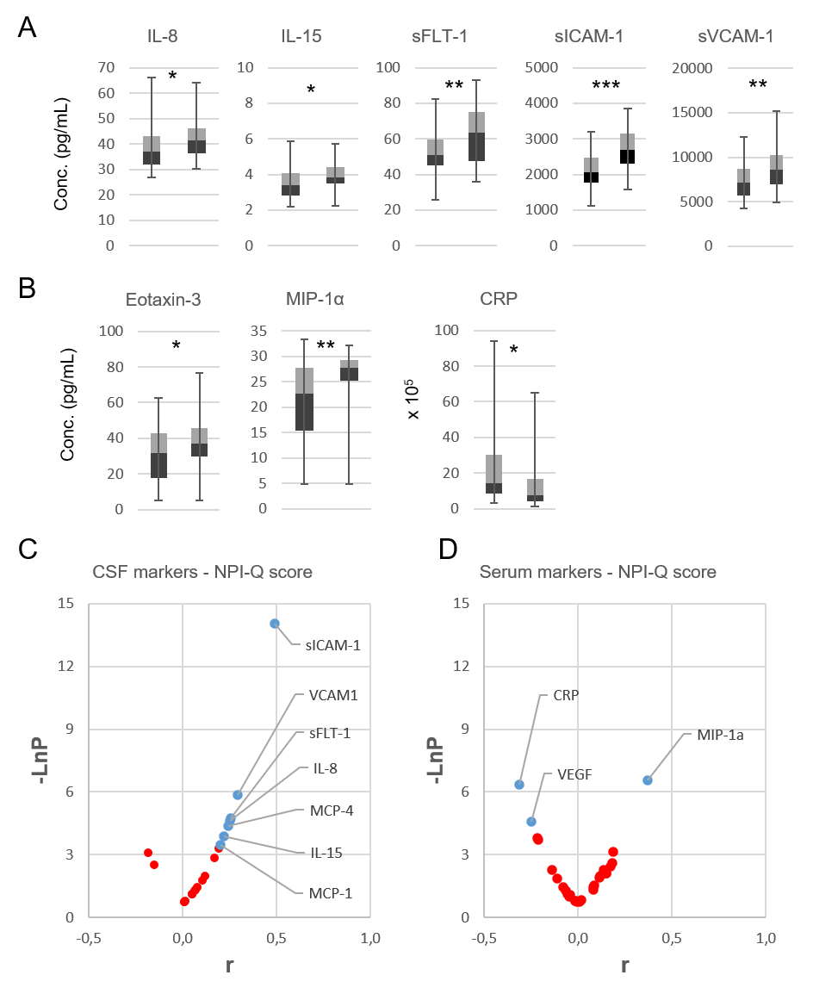 A
IL-8 IL-15 sFLT-1 sICAM-1 sVCAM-1
Conc. (pg/mL)
70 10 100 5000 20000
* * ** *** **
60 8 80 4000 15000
50 6 60 3000 10000
40 4 40 2000 5000
30 2 20 1000 0
20 0 0 0
10
0
B
Eotaxin-3 MIP-1α CRP
Conc. (pg/mL) x 10⁵
100 35 100
* ** *
80 30 80
60 25 60
40 20 40
20 15 20
0 10 0
5
0
C
CSF markers - NPI-Q score
-LnP
15
12
9
6
3
0
sICAM-1
VCAM1
sFLT-1
IL-8
MCP-4
IL-15
MCP-1
-0,5 0,0 0,5 1,0
r
D
Serum markers - NPI-Q score
-LnP
15
12
9
6
3
0
CRP
MIP-1a
VEGF
-0,5 0,0 0,5 1,0
r